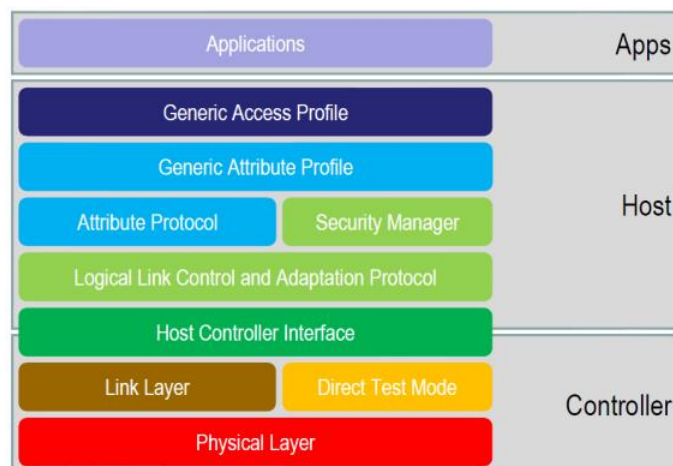 Applications
Apps
Generic Access Profile
Generic Attribute Profile
Attribute Protocol
Security Manager
Host
Logical Link Control and Adaptation Protocol
Host Controller Interface
Link Layer
Direct Test Mode
Controller
Physical Layer